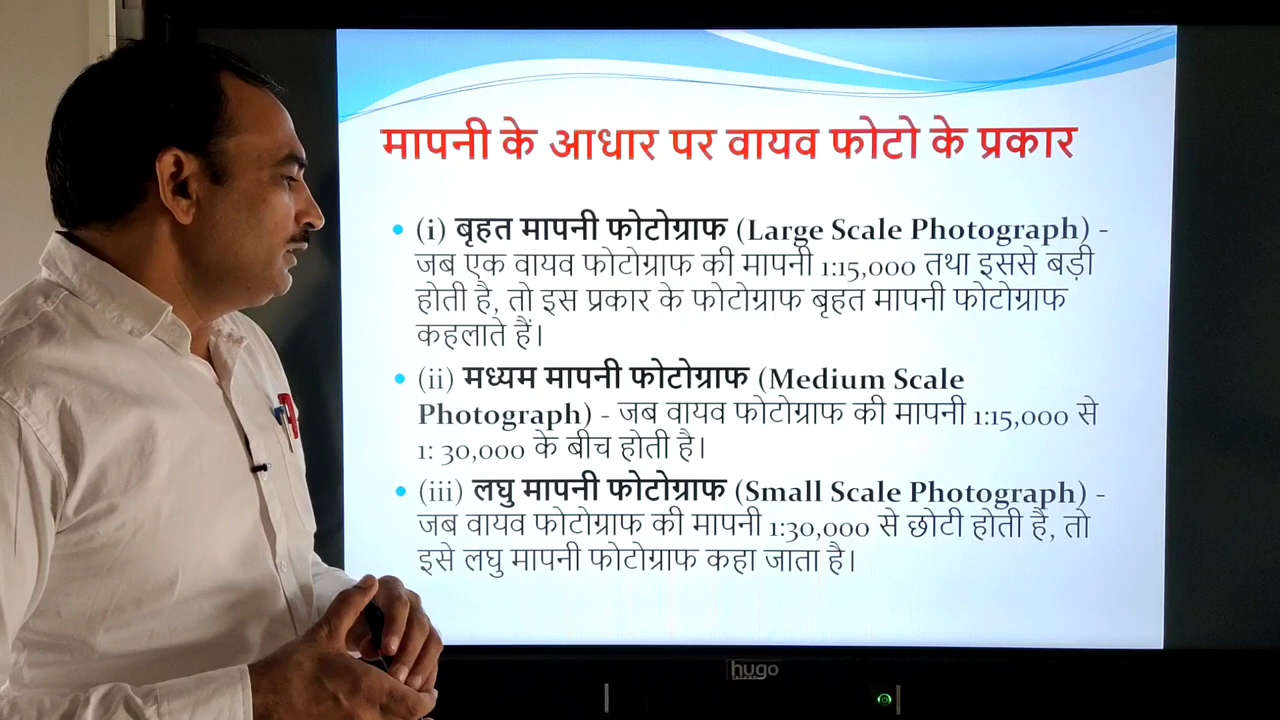 मापनी के आधार पर वायव फोटो के प्रकार
• (i) बृहत मापनी फोटोग्राफ (Large Scale Photograph) -
जब एक वायव फोटोग्राफ की मापनी 1:15,000 तथा इससे बड़ी
होती है, तो इस प्रकार के फोटोग्राफ बृहत मापनी फोटोग्राफ
कहलाते हैं।
• (ii) मध्यम मापनी फोटोग्राफ (Medium Scale
Photograph) - जब वायव फोटोग्राफ की मापनी 1:15,000 से
1: 30,000 के बीच होती है।
• (iii) लघु मापनी फोटोग्राफ (Small Scale Photograph) -
जब वायव फोटोग्राफ की मापनी 1:30,000 से छोटी होती है, तो
इसे लघु मापनी फोटोग्राफ कहा जाता है।
hugo